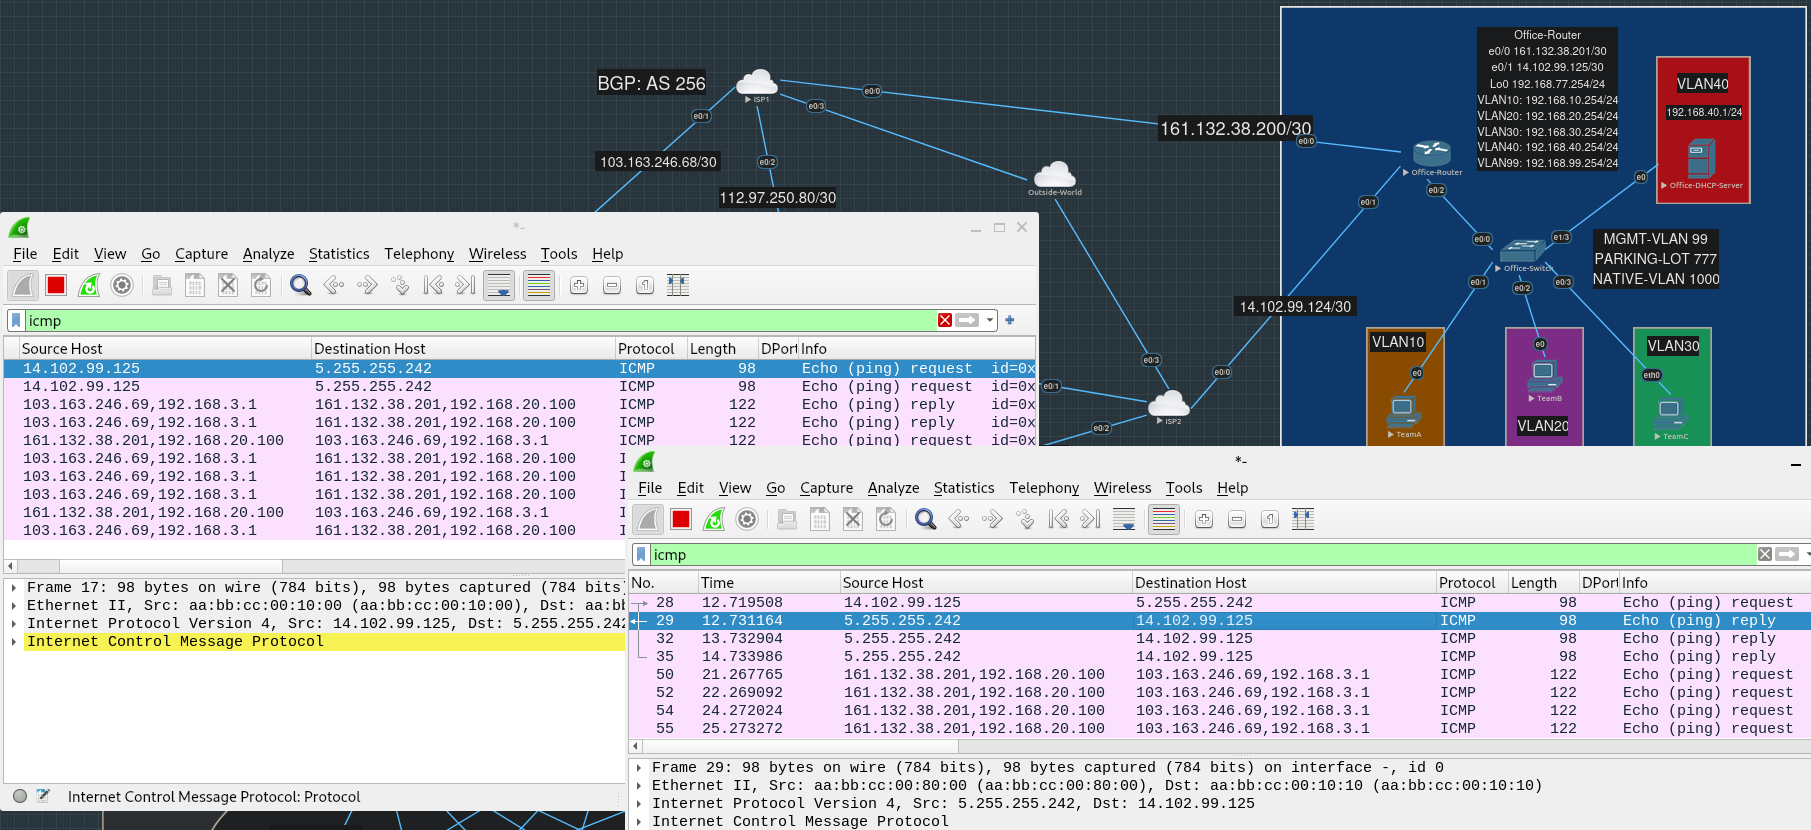 BGP: AS 256
ISP1
e0/0
e0/3
e0/1
e0/2
103.163.246.68/30
112.97.250.80/30
161.132.38.200/30
e0/0
Outside-World
14.102.99.124/30
e0/3
e0/0
e0/1
e0/2
ISP2
Office-Router
e0/0 161.132.38.201/30
e0/1 14.102.99.125/30
Lo0 192.168.77.254/24
VLAN10: 192.168.10.254/24
VLAN20: 192.168.20.254/24
VLAN30: 192.168.30.254/24
VLAN40: 192.168.40.254/24
VLAN99: 192.168.99.254/24
VLAN40
192.168.40.1/24
Office-DHCP-Server
e0
Office-Router
e0/2
e0/1
e0/0
e1/3
Office-Switch
e0/1
e0/2
e0/3
MGMT-VLAN 99
PARKING-LOT 777
NATIVE-VLAN 1000
VLAN10
e0
TeamA
e0
TeamB
VLAN20
VLAN30
eth0
TeamC
*-
File Edit View Go Capture Analyze Statistics Telephony Wireless Tools Help
icmp
Source Host Destination Host Protocol Length DPort Info
14.102.99.125 5.255.255.242 ICMP 98 Echo (ping) request id=0x
14.102.99.125 5.255.255.242 ICMP 98 Echo (ping) request id=0x
103.163.246.69,192.168.3.1 161.132.38.201,192.168.20.100 ICMP 122 Echo (ping) reply id=0x
103.163.246.69,192.168.3.1 161.132.38.201,192.168.20.100 ICMP 122 Echo (ping) reply id=0x
161.132.38.201,192.168.20.100 103.163.246.69,192.168.3.1 ICMP 122 Echo (ping) request id=0x
103.163.246.69,192.168.3.1 161.132.38.201,192.168.20.100
103.163.246.69,192.168.3.1 161.132.38.201,192.168.20.100
103.163.246.69,192.168.3.1 161.132.38.201,192.168.20.100
161.132.38.201,192.168.20.100 103.163.246.69,192.168.3.1
103.163.246.69,192.168.3.1 161.132.38.201,192.168.20.100
Frame 17: 98 bytes on wire (784 bits), 98 bytes captured (784 bits)
Ethernet II, Src: aa:bb:cc:00:10:00 (aa:bb:cc:00:10:00), Dst: aa:bb
Internet Protocol Version 4, Src: 14.102.99.125, Dst: 5.255.255.242
Internet Control Message Protocol
Internet Control Message Protocol: Protocol
*-
File Edit View Go Capture Analyze Statistics Telephony Wireless Tools Help
icmp
No. Time Source Host Destination Host Protocol Length DPort Info
28 12.719508 14.102.99.125 5.255.255.242 ICMP 98 Echo (ping) request
29 12.731164 5.255.255.242 14.102.99.125 ICMP 98 Echo (ping) reply
32 13.732904 5.255.255.242 14.102.99.125 ICMP 98 Echo (ping) reply
35 14.733986 5.255.255.242 14.102.99.125 ICMP 98 Echo (ping) reply
50 21.267765 161.132.38.201,192.168.20.100 103.163.246.69,192.168.3.1 ICMP 122 Echo (ping) request
52 22.269092 161.132.38.201,192.168.20.100 103.163.246.69,192.168.3.1 ICMP 122 Echo (ping) request
54 24.272024 161.132.38.201,192.168.20.100 103.163.246.69,192.168.3.1 ICMP 122 Echo (ping) request
55 25.273272 161.132.38.201,192.168.20.100 103.163.246.69,192.168.3.1 ICMP 122 Echo (ping) request
Frame 29: 98 bytes on wire (784 bits), 98 bytes captured (784 bits) on interface -, id 0
Ethernet II, Src: aa:bb:cc:00:80:00 (aa:bb:cc:00:80:00), Dst: aa:bb:cc:00:10:10 (aa:bb:cc:00:10:10)
Internet Protocol Version 4, Src: 5.255.255.242, Dst: 14.102.99.125
Internet Control Message Protocol